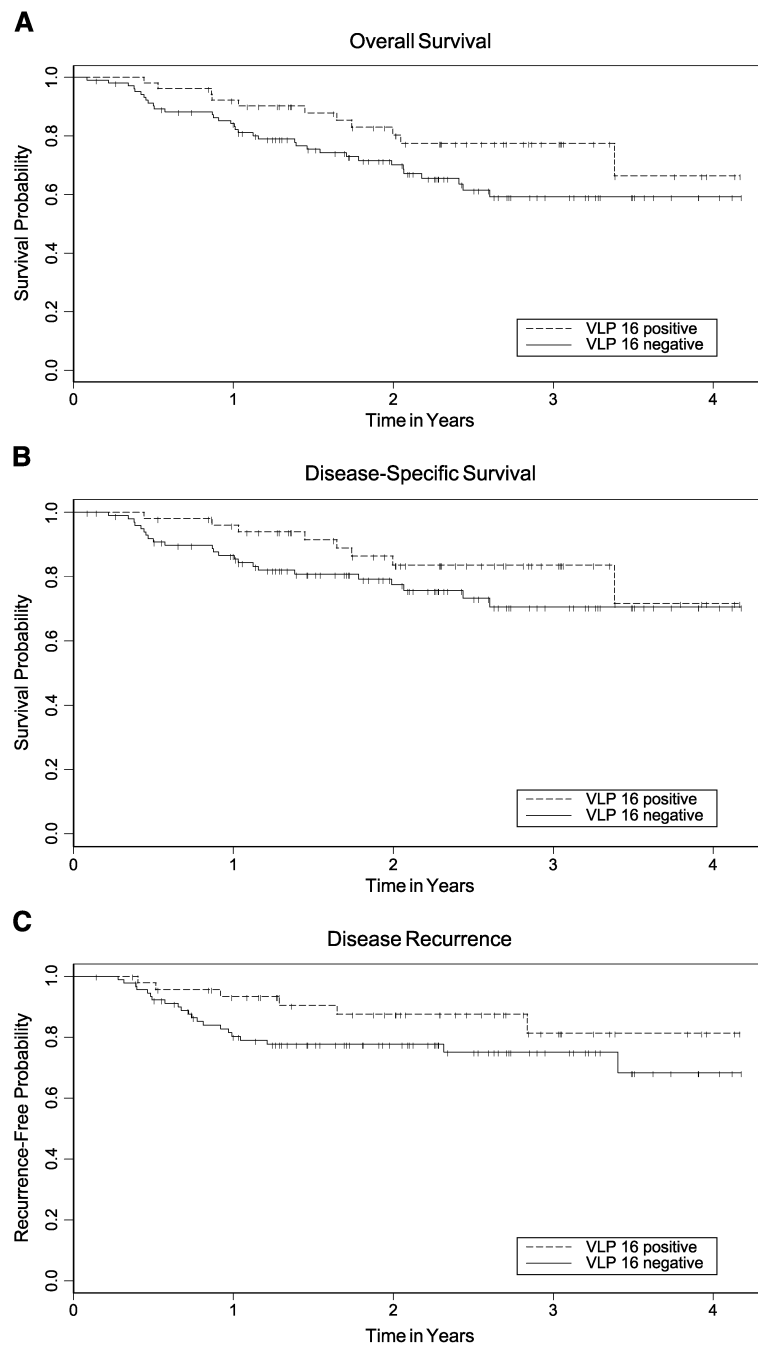 A
Overall Survival
Survival Probability
1.0
0.8
0.6
0.4
0.2
0.0
VLP 16 positive
VLP 16 negative
0 1 2 3 4
Time in Years
B
Disease-Specific Survival
Survival Probability
1.0
0.8
0.6
0.4
0.2
0.0
VLP 16 positive
VLP 16 negative
0 1 2 3 4
Time in Years
C
Disease Recurrence
Recurrence-Free Probability
1.0
0.8
0.6
0.4
0.2
0.0
VLP 16 positive
VLP 16 negative
0 1 2 3 4
Time in Years